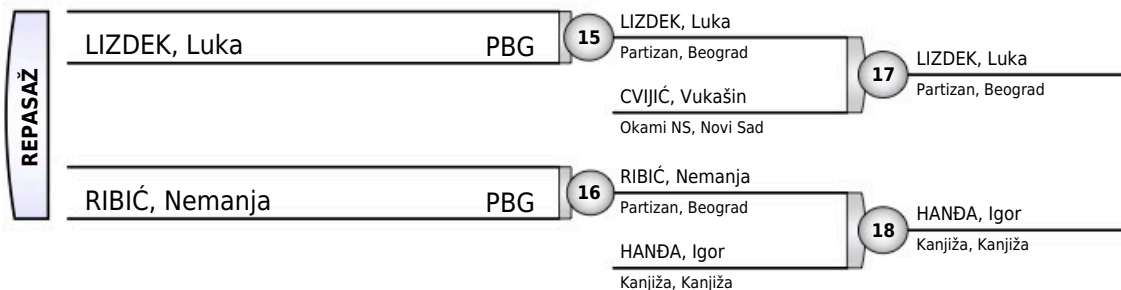 REPASAŽ
LIZDEK, Luka PBG
15
LIZDEK, Luka
Partizan, Beograd
CVIJIĆ, Vukašin
Okami NS, Novi Sad
17
LIZDEK, Luka
Partizan, Beograd
RIBIĆ, Nemanja PBG
16
RIBIĆ, Nemanja
Partizan, Beograd
HANĐA, Igor
Kanjiža, Kanjiža
18
HANĐA, Igor
Kanjiža, Kanjiža